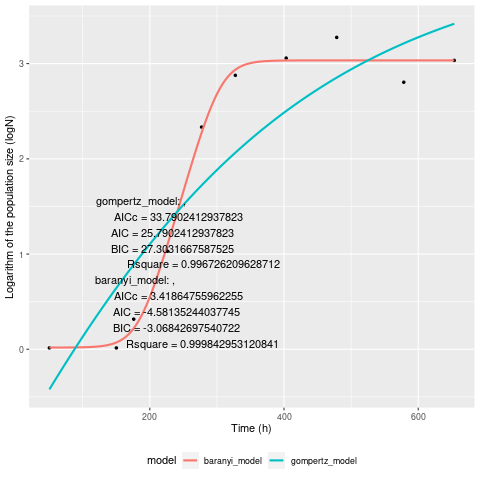 3
2
1
0
Logarithm of the population size (logN)
gompertz_model: ,
AICc = 33.7902412937823
AIC = 25.7902412937823
BIC = 27.3031667587525
Rsquare = 0.996726209628712
baranyi_model: ,
AICc = 3.41864755962255
AIC = -4.58135244037745
BIC = -3.06842697540722
Rsquare = 0.999842953120841
200 400 600
Time (h)
model baranyi_model gompertz_model